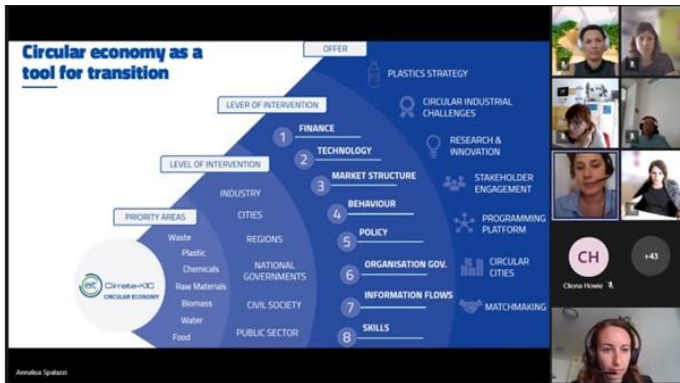 Circular economy as a
tool for transition
OFFER
PLASTICS STRATEGY
CIRCULAR INDUSTRIAL
CHALLENGES
RESEARCH &
INNOVATION
STAKEHOLDER
ENGAGEMENT
PROGRAMMING
PLATFORM
CIRCULAR
CITIES
MATCHMAKING
LEVER OF INTERVENTION
1 FINANCE
2 TECHNOLOGY
3 MARKET STRUCTURE
4 BEHAVIOUR
5 POLICY
6 ORGANISATION GOV.
7 INFORMATION FLOWS
8 SKILLS
LEVEL OF INTERVENTION
INDUSTRY
CITIES
REGIONS
NATIONAL
GOVERNMENTS
CIVIL SOCIETY
PUBLIC SECTOR
PRIORITY AREAS
Waste
Plastic
Chemicals
Raw Materials
Biomass
Water
Food
eit Climate-KIC
CIRCULAR ECONOMY
CH
Cliona Howie
+43
Annalisa Spalazzi